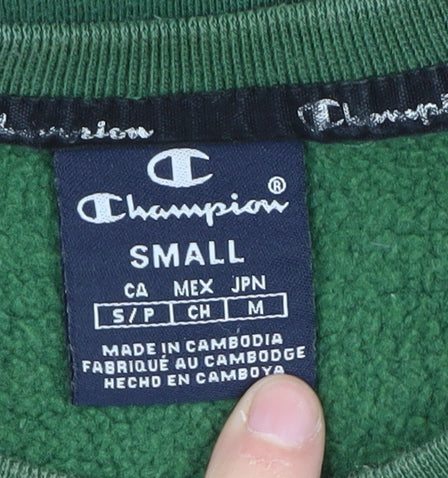 Champion
Champion
Champion®
SMALL
CA MEX JPN
S/P CH M
MADE IN CAMBODIA
FABRIQUÉ AU CAMBODGE
HECHO EN CAMBOYA